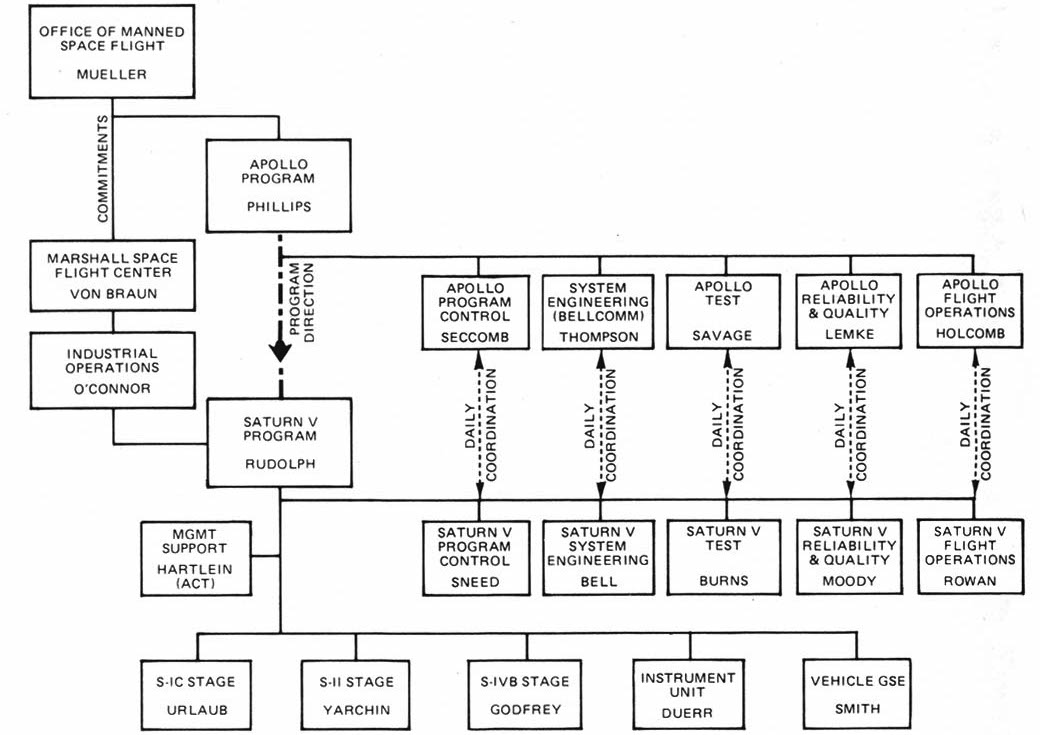 OFFICE OF MANNED
SPACE FLIGHT
MUELLER
COMMITMENTS
APOLLO
PROGRAM
PHILLIPS
MARSHALL SPACE
FLIGHT CENTER
VON BRAUN
PROGRAM
DIRECTION
APOLLO
PROGRAM
CONTROL
SECCOMB
SYSTEM
ENGINEERING
(BELLCOMM)
THOMPSON
APOLLO
TEST
SAVAGE
APOLLO
RELIABILITY
& QUALITY
LEMKE
APOLLO
FLIGHT
OPERATIONS
HOLCOMB
INDUSTRIAL
OPERATIONS
O'CONNOR
DAILY
COORDINATION
DAILY
COORDINATION
DAILY
COORDINATION
DAILY
COORDINATION
DAILY
COORDINATION
SATURN V
PROGRAM
RUDOLPH
MGMT
SUPPORT
HARTLEIN
(ACT)
SATURN V
PROGRAM
CONTROL
SNEED
SATURN V
SYSTEM
ENGINEERING
BELL
SATURN V
TEST
BURNS
SATURN V
RELIABILITY
& QUALITY
MOODY
SATURN V
FLIGHT
OPERATIONS
ROWAN
S-IC STAGE
URLAUB
S-II STAGE
YARCHIN
S-IVB STAGE
GODFREY
INSTRUMENT
UNIT
DUERR
VEHICLE GSE
SMITH